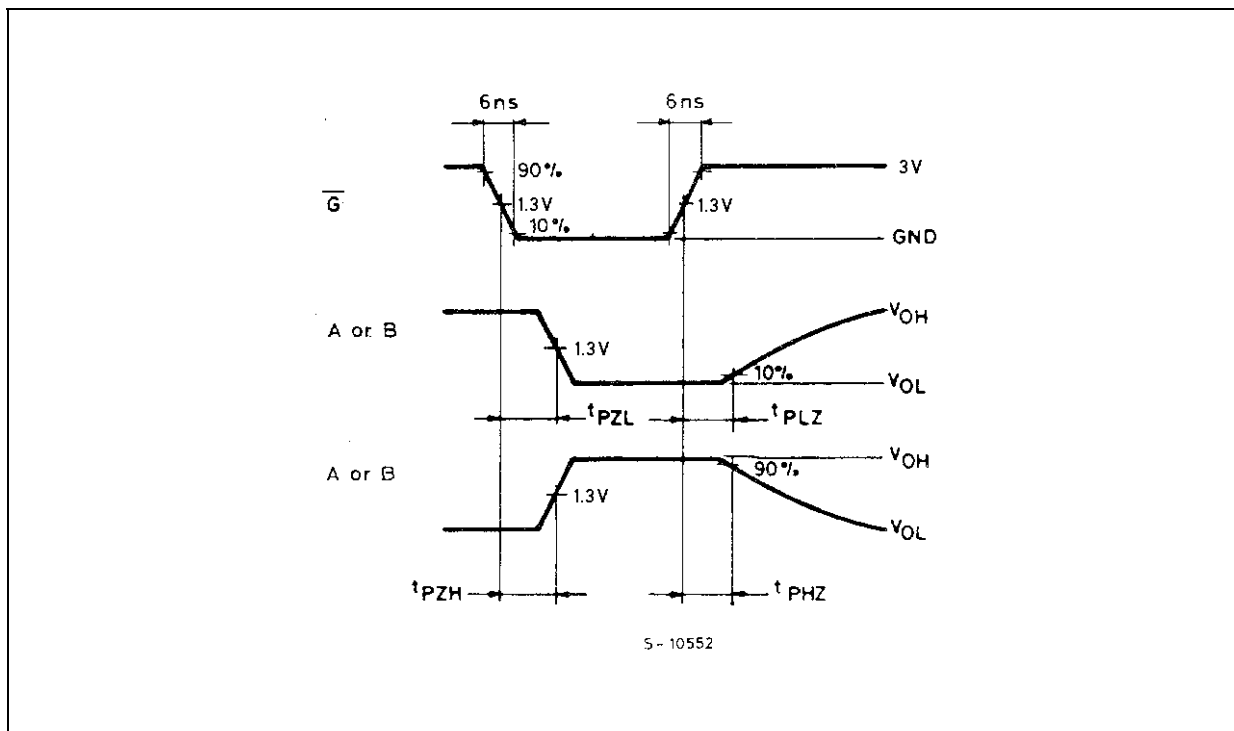 6ns 6ns
90% 3V
G 1.3V 1.3V
10%
GND
A or B VOH
1.3V
10% VOL
tPZL tPLZ
VOH
A or B 90%
1.3V
VOL
tPZH tPHZ
S-10552